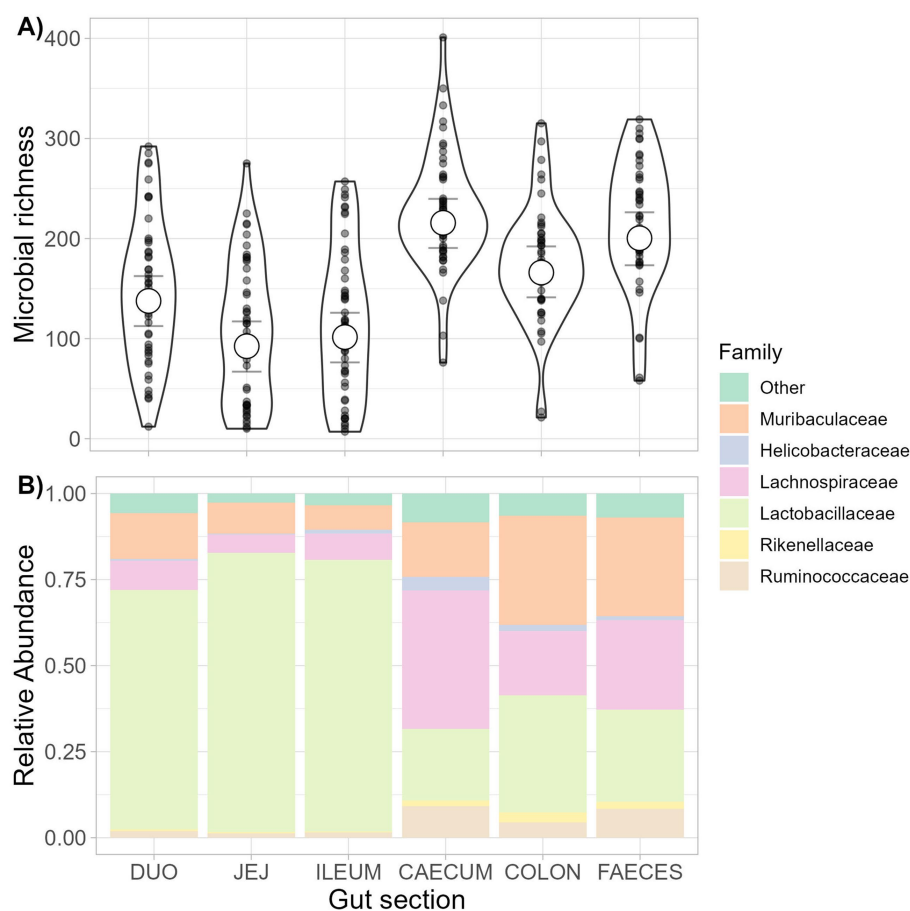 A)
Microbial richness
400
300
200
100
0
B)
Relative Abundance
1.00
0.75
0.50
0.25
0.00
DUO JEJ ILEUM CAECUM COLON FAECES
Gut section
Family
Other
Muribaculaceae
Helicobacteraceae
Lachnospiraceae
Lactobacillaceae
Rikenellaceae
Ruminococcaceae